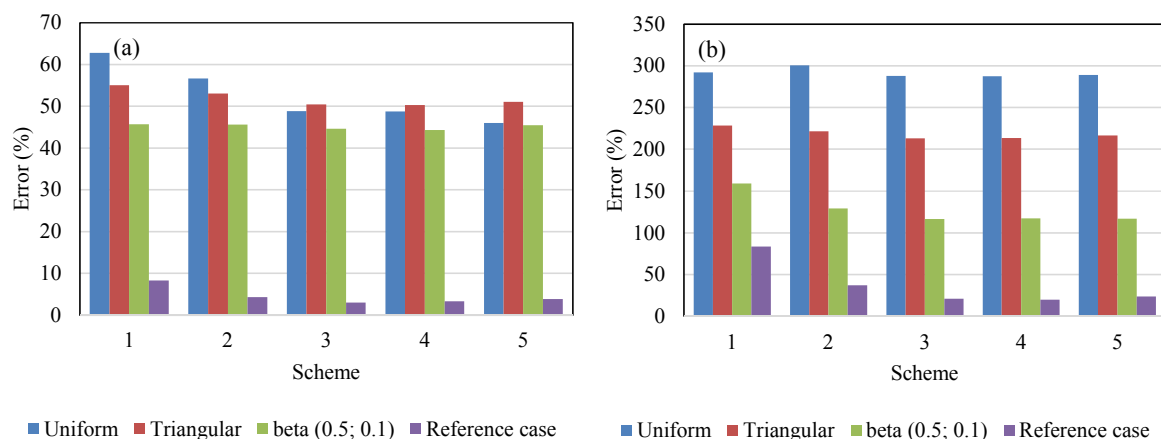 (a)
Error (%)
70
60
50
40
30
20
10
0
1 2 3 4 5
Scheme
Uniform Triangular beta (0.5; 0.1) Reference case
(b)
Error (%)
350
300
250
200
150
100
50
0
1 2 3 4 5
Scheme
Uniform Triangular beta (0.5; 0.1) Reference case